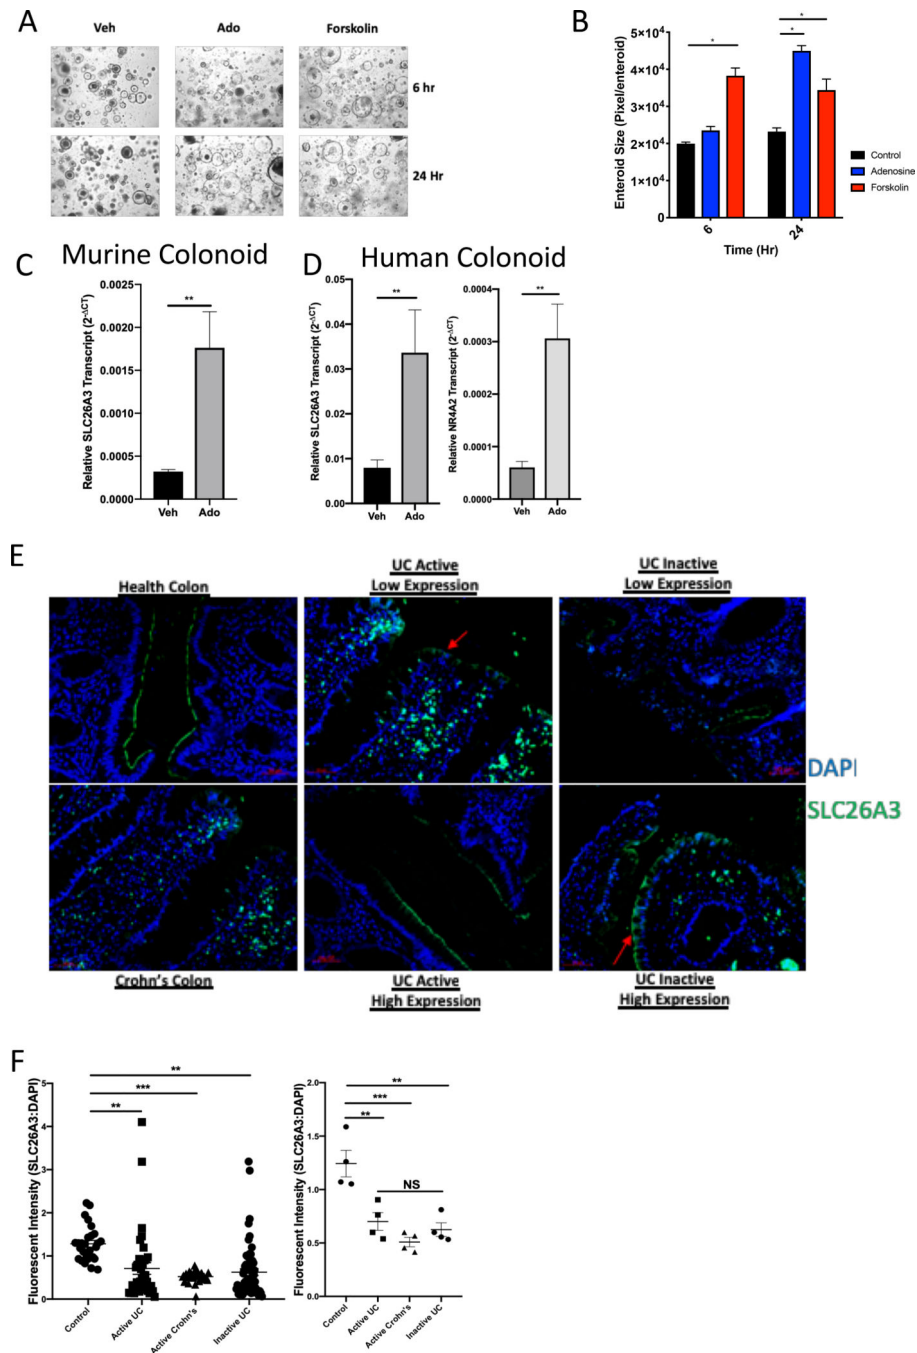 A
Veh
Ado
Forskolin
6 hr
24 Hr
B
Enteroid Size (Pixel/enteroid)
5×10⁴
4×10⁴
3×10⁴
2×10⁴
1×10⁴
0
*
*
*
6
24
Time (Hr)
Control
Adenosine
Forskolin
C
Murine Colonoid
Relative SLC26A3 Transcript (2^-ΔCT)
0.0025
0.0020
0.0015
0.0010
0.0005
0.0000
**
Veh
Ado
D
Human Colonoid
Relative SLC26A3 Transcript (2^-ΔCT)
0.05
0.04
0.03
0.02
0.01
0.00
**
Veh
Ado
Relative NR4A2 Transcript (2^-ΔCT)
0.0004
0.0003
0.0002
0.0001
0.0000
**
Veh
Ado
E
Health Colon
UC Active
Low Expression
UC Inactive
Low Expression
DAPI
SLC26A3
Crohn's Colon
UC Active
High Expression
UC Inactive
High Expression
F
Fluorescent Intensity (SLC26A3:DAPI)
5
4
3
2
1
0
**
***
**
Control
Active UC
Active Crohn's
Inactive UC
Fluorescent Intensity (SLC26A3:DAPI)
2.0
1.5
1.0
0.5
0.0
**
***
**
NS
Control
Active UC
Active Crohn's
Inactive UC